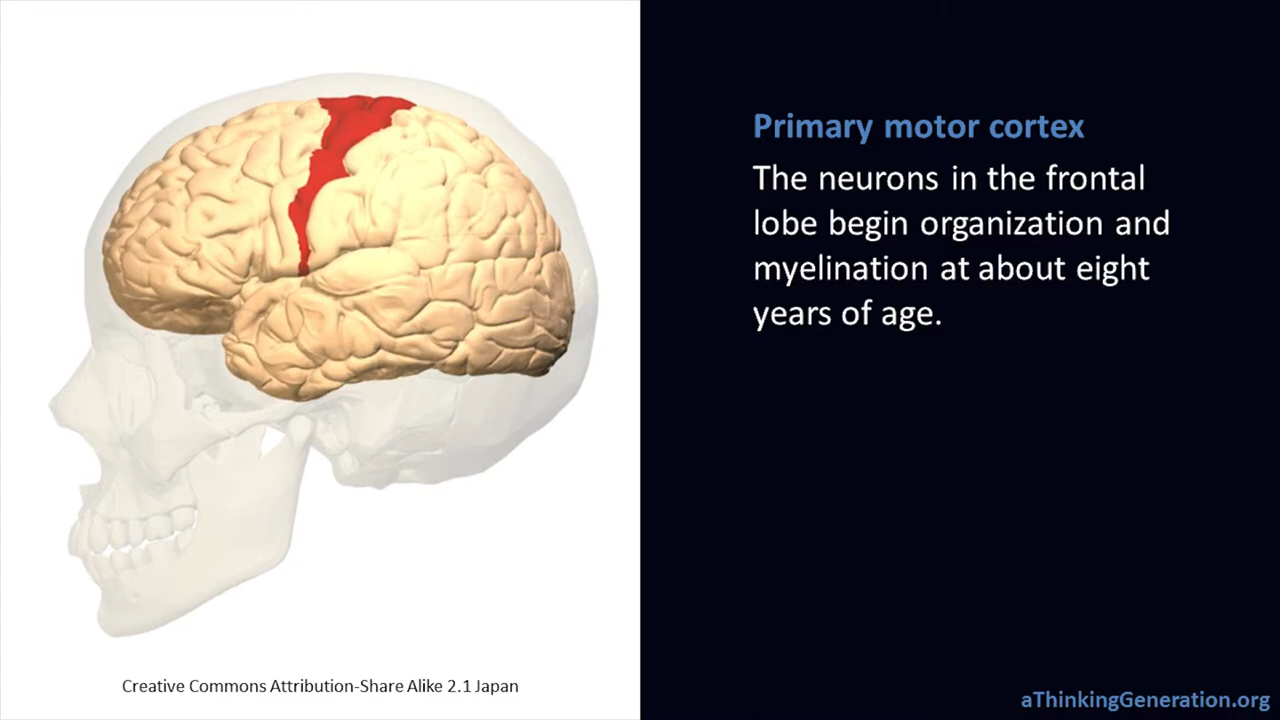 Primary motor cortex
The neurons in the frontal
lobe begin organization and
myelination at about eight
years of age.
Creative Commons Attribution-Share Alike 2.1 Japan
aThinkingGeneration.org